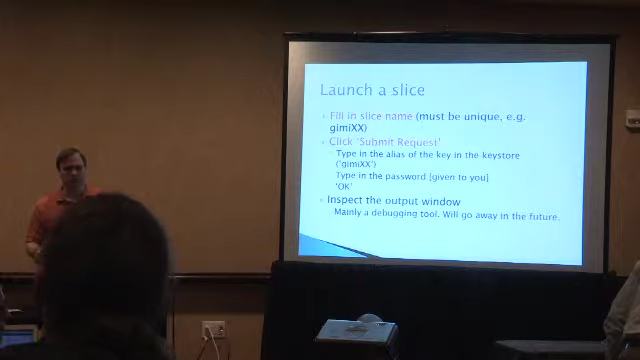 Launch a slice
Fill in slice name (must be unique, e.g.
gimiXX)
Click 'Submit Request'
Type in the alias of the key in the keystore
('gimiXX')
Type in the password [given to you]
'OK'
Inspect the output window
Mainly a debugging tool. Will go away in the future.